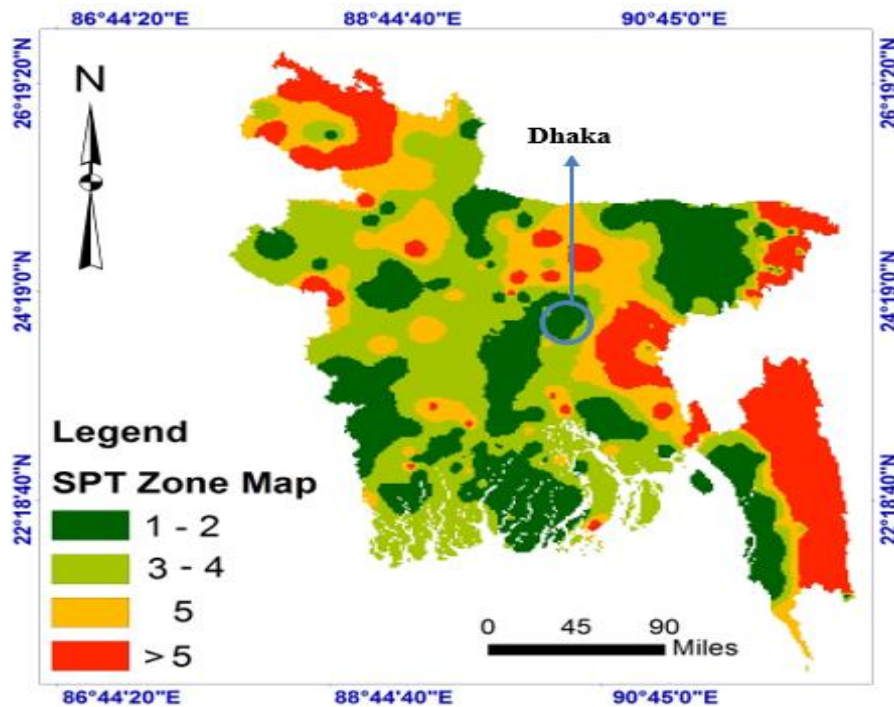 86°44'20"E 88°44'40"E 90°45'0"E
26°19'20"N
26°19'20"N
N
Dhaka
24°19'0"N
24°19'0"N
22°18'40"N
22°18'40"N
Legend
SPT Zone Map
1 - 2
3 - 4
5
> 5
0 45 90
Miles
86°44'20"E 88°44'40"E 90°45'0"E